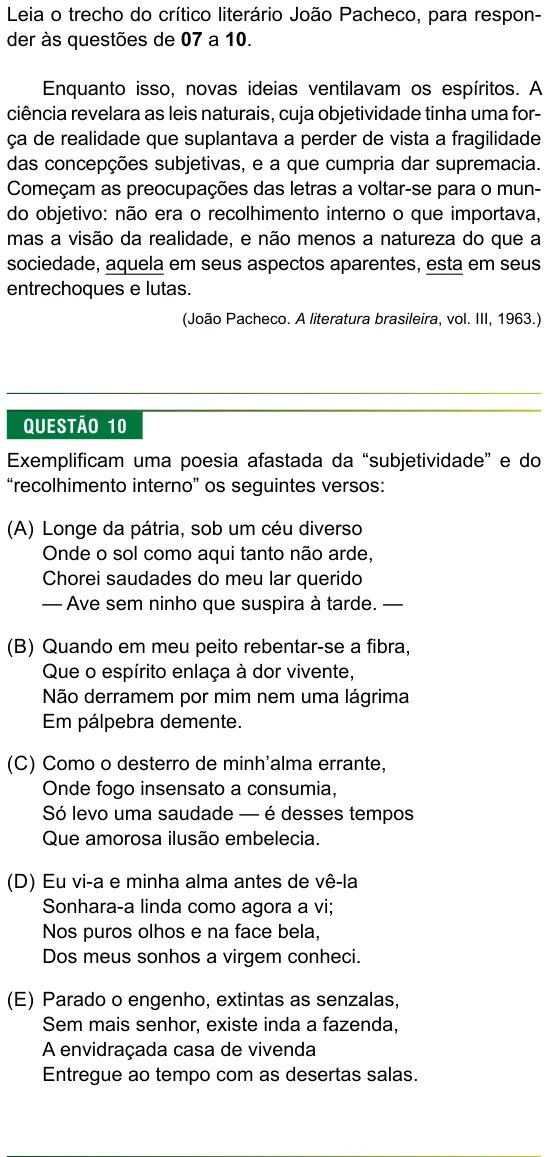 Leia o trecho do crítico literário João Pacheco, para respon-
der às questões de 07 a 10.
Enquanto isso, novas ideias ventilavam os espíritos. A
ciência revelara as leis naturais, cuja objetividade tinha uma for-
ça de realidade que suplantava a perder de vista a fragilidade
das concepções subjetivas, e a que cumpria dar supremacia.
Começam as preocupações das letras a voltar-se para o mun-
do objetivo: não era o recolhimento interno o que importava,
mas a visão da realidade, e não menos a natureza do que a
sociedade, aquela em seus aspectos aparentes, esta em seus
entrechoques e lutas.
(João Pacheco. A literatura brasileira, vol. III, 1963.)
QUESTÃO 10
Exemplificam uma poesia afastada da “subjetividade” e do
“recolhimento interno” os seguintes versos:
(A) Longe da pátria, sob um céu diverso
Onde o sol como aqui tanto não arde,
Chorei saudades do meu lar querido
— Ave sem ninho que suspira à tarde. —
(B) Quando em meu peito rebentar-se a fibra,
Que o espírito enlaça à dor vivente,
Não derramem por mim nem uma lágrima
Em pálpebra demente.
(C) Como o desterro de minh’alma errante,
Onde fogo insensato a consumia,
Só levo uma saudade — é desses tempos
Que amorosa ilusão embelecia.
(D) Eu vi-a e minha alma antes de vê-la
Sonhara-a linda como agora a vi;
Nos puros olhos e na face bela,
Dos meus sonhos a virgem conheci.
(E) Parado o engenho, extintas as senzalas,
Sem mais senhor, existe inda a fazenda,
A envidraçada casa de vivenda
Entregue ao tempo com as desertas salas.